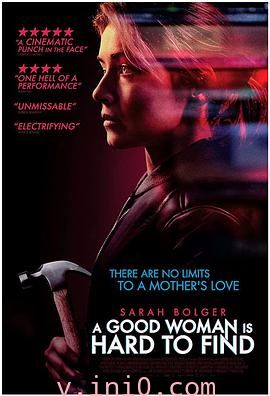 ★★★★★
"A CINEMATIC
PUNCH IN THE FACE"
★★★★
"ONE HELL OF A
PERFORMANCE"
"UNMISSABLE"
"ELECTRIFYING"
THERE ARE NO LIMITS
TO A MOTHER'S LOVE
SARAH BOLGER
A GOOD WOMAN IS
HARD TO FIND
v.ini0.com